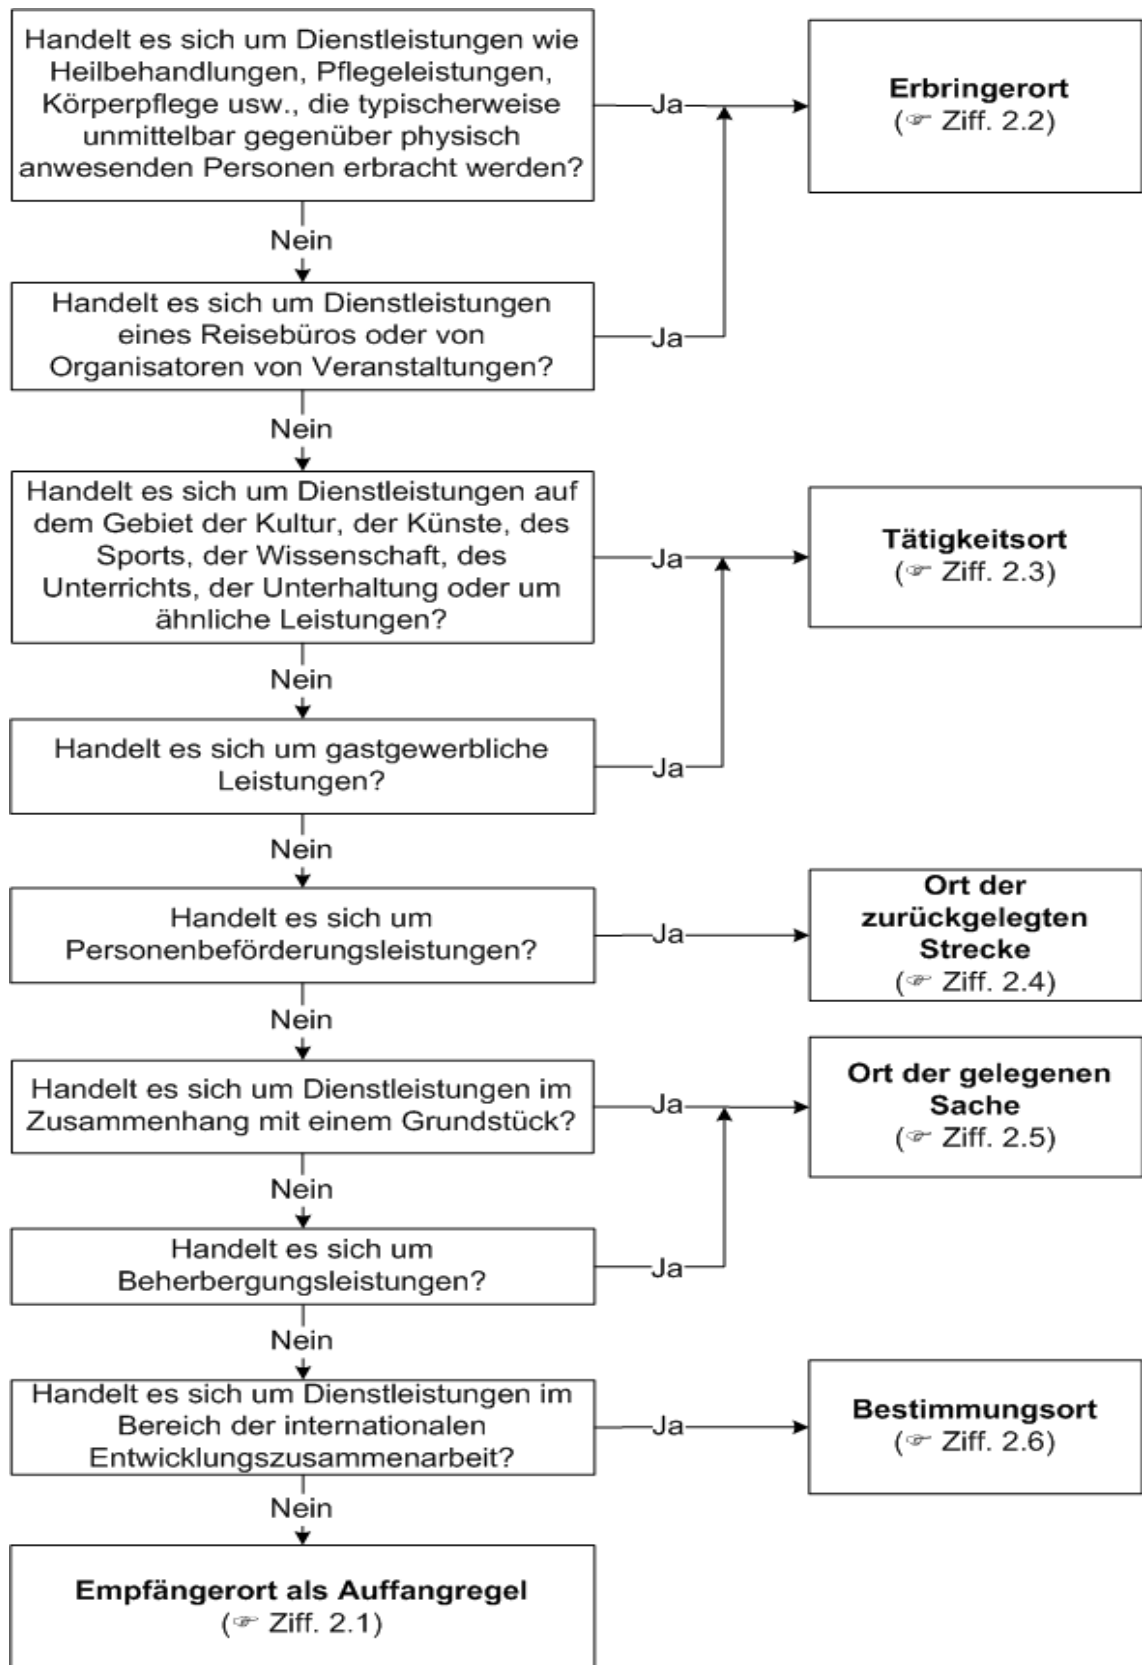 Handelt es sich um Dienstleistungen wie
Heilbehandlungen, Pflegeleistungen,
Körperpflege usw., die typischerweise
unmittelbar gegenüber physisch
anwesenden Personen erbracht werden?
Ja
Erbringerort
(☞ Ziff. 2.2)
Nein
Handelt es sich um Dienstleistungen
eines Reisebüros oder von
Organisatoren von Veranstaltungen?
Ja
Nein
Handelt es sich um Dienstleistungen auf
dem Gebiet der Kultur, der Künste, des
Sports, der Wissenschaft, des
Unterrichts, der Unterhaltung oder um
ähnliche Leistungen?
Ja
Tätigkeitsort
(☞ Ziff. 2.3)
Nein
Handelt es sich um gastgewerbliche
Leistungen?
Ja
Nein
Handelt es sich um
Personenbeförderungsleistungen?
Ja
Ort der
zurückgelegten
Strecke
(☞ Ziff. 2.4)
Nein
Handelt es sich um Dienstleistungen im
Zusammenhang mit einem Grundstück?
Ja
Ort der gelegenen
Sache
(☞ Ziff. 2.5)
Nein
Handelt es sich um
Beherbergungsleistungen?
Ja
Nein
Handelt es sich um Dienstleistungen im
Bereich der internationalen
Entwicklungszusammenarbeit?
Ja
Bestimmungsort
(☞ Ziff. 2.6)
Nein
Empfängerort als Auffangregel
(☞ Ziff. 2.1)